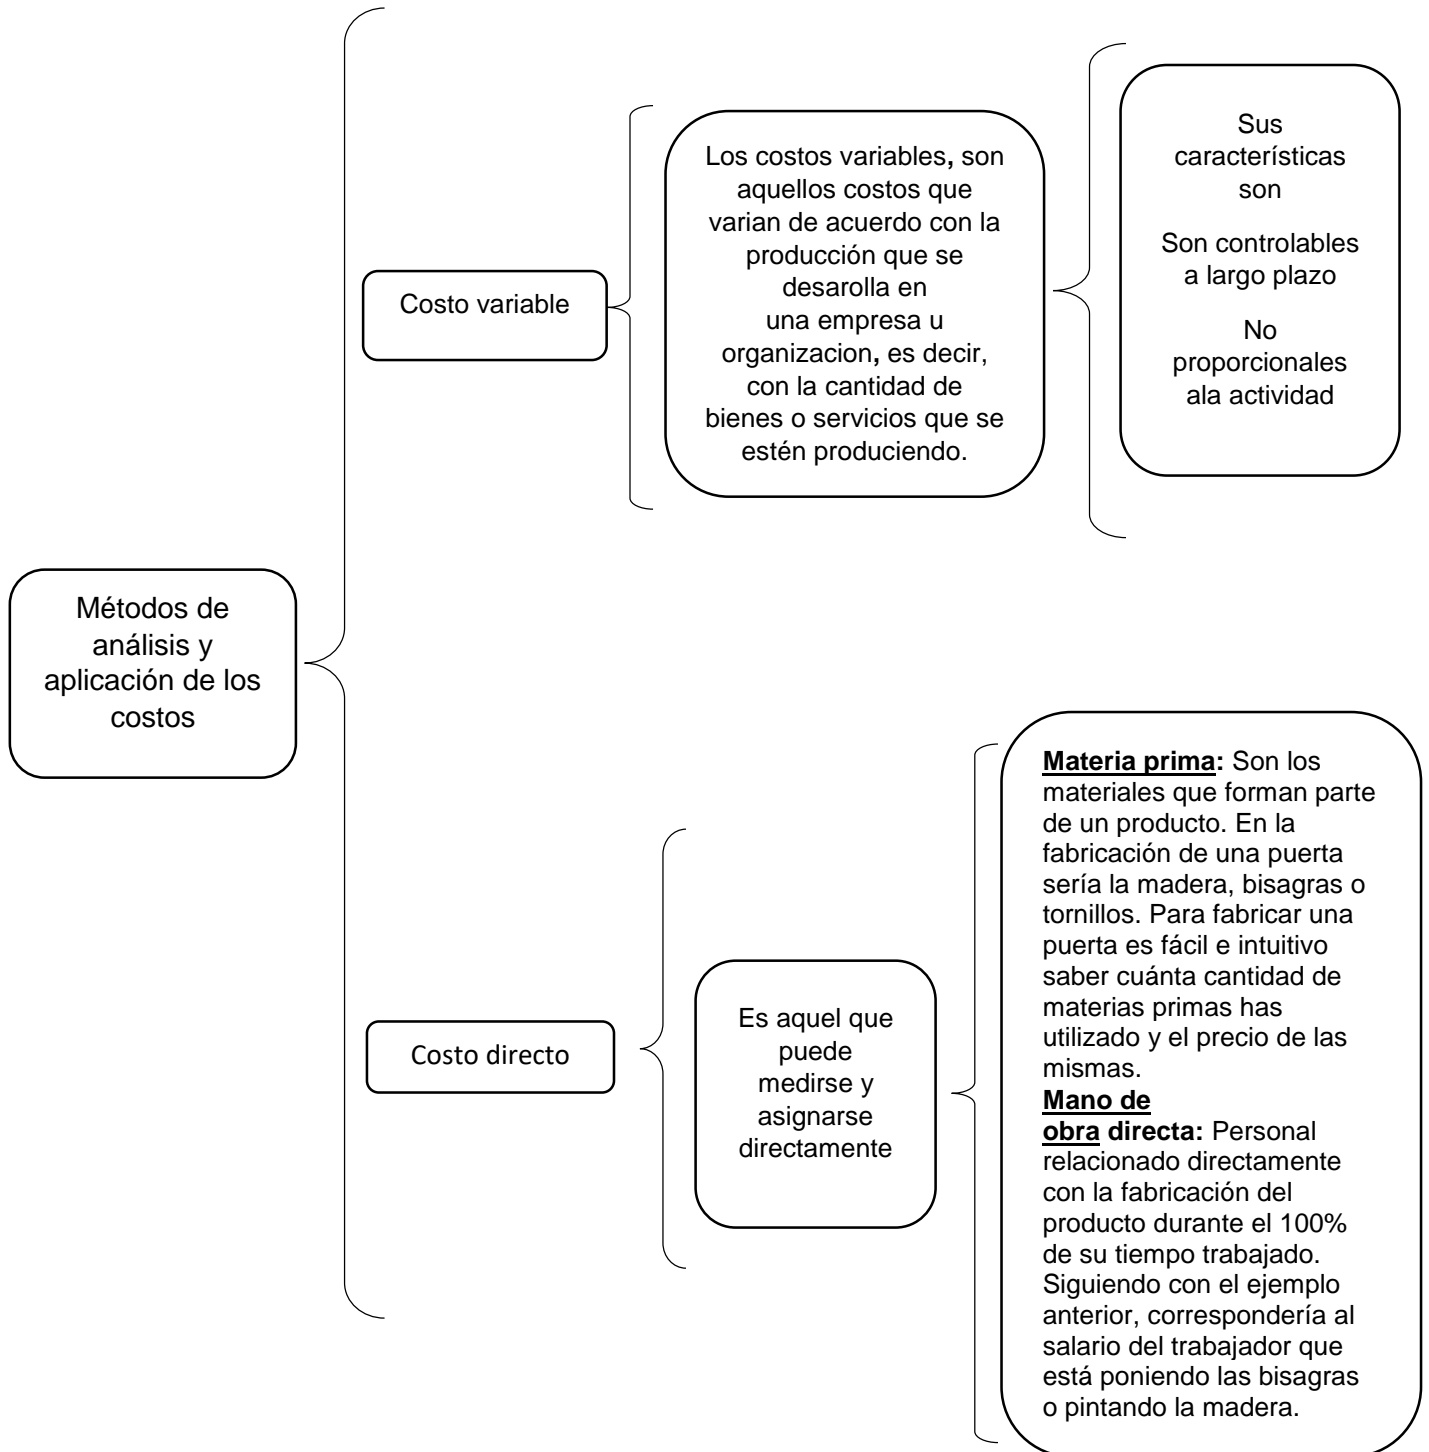 Métodos de
análisis y
aplicación de los
costos
Costo variable
Los costos variables, son
aquellos costos que
varian de acuerdo con la
producción que se
desarolla en
una empresa u
organizacion, es decir,
con la cantidad de
bienes o servicios que se
estén produciendo.
Sus
características
son
Son controlables
a largo plazo
No
proporcionales
ala actividad
Costo directo
Es aquel que
puede
medirse y
asignarse
directamente
Materia prima: Son los
materiales que forman parte
de un producto. En la
fabricación de una puerta
sería la madera, bisagras o
tornillos. Para fabricar una
puerta es fácil e intuitivo
saber cuánta cantidad de
materias primas has
utilizado y el precio de las
mismas.
Mano de
obra directa: Personal
relacionado directamente
con la fabricación del
producto durante el 100%
de su tiempo trabajado.
Siguiendo con el ejemplo
anterior, correspondería al
salario del trabajador que
está poniendo las bisagras
o pintando la madera.